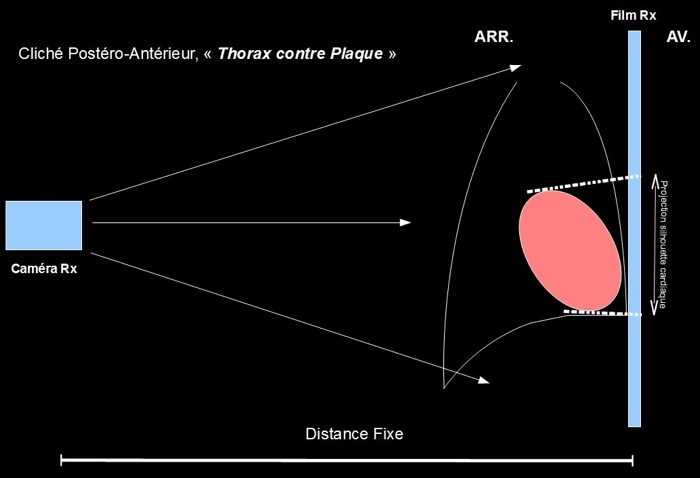 Film Rx
ARR.
AV.
Cliché Postéro-Antérieur, « Thorax contre Plaque »
Projection silhouette cardiaque
Caméra Rx
Distance Fixe